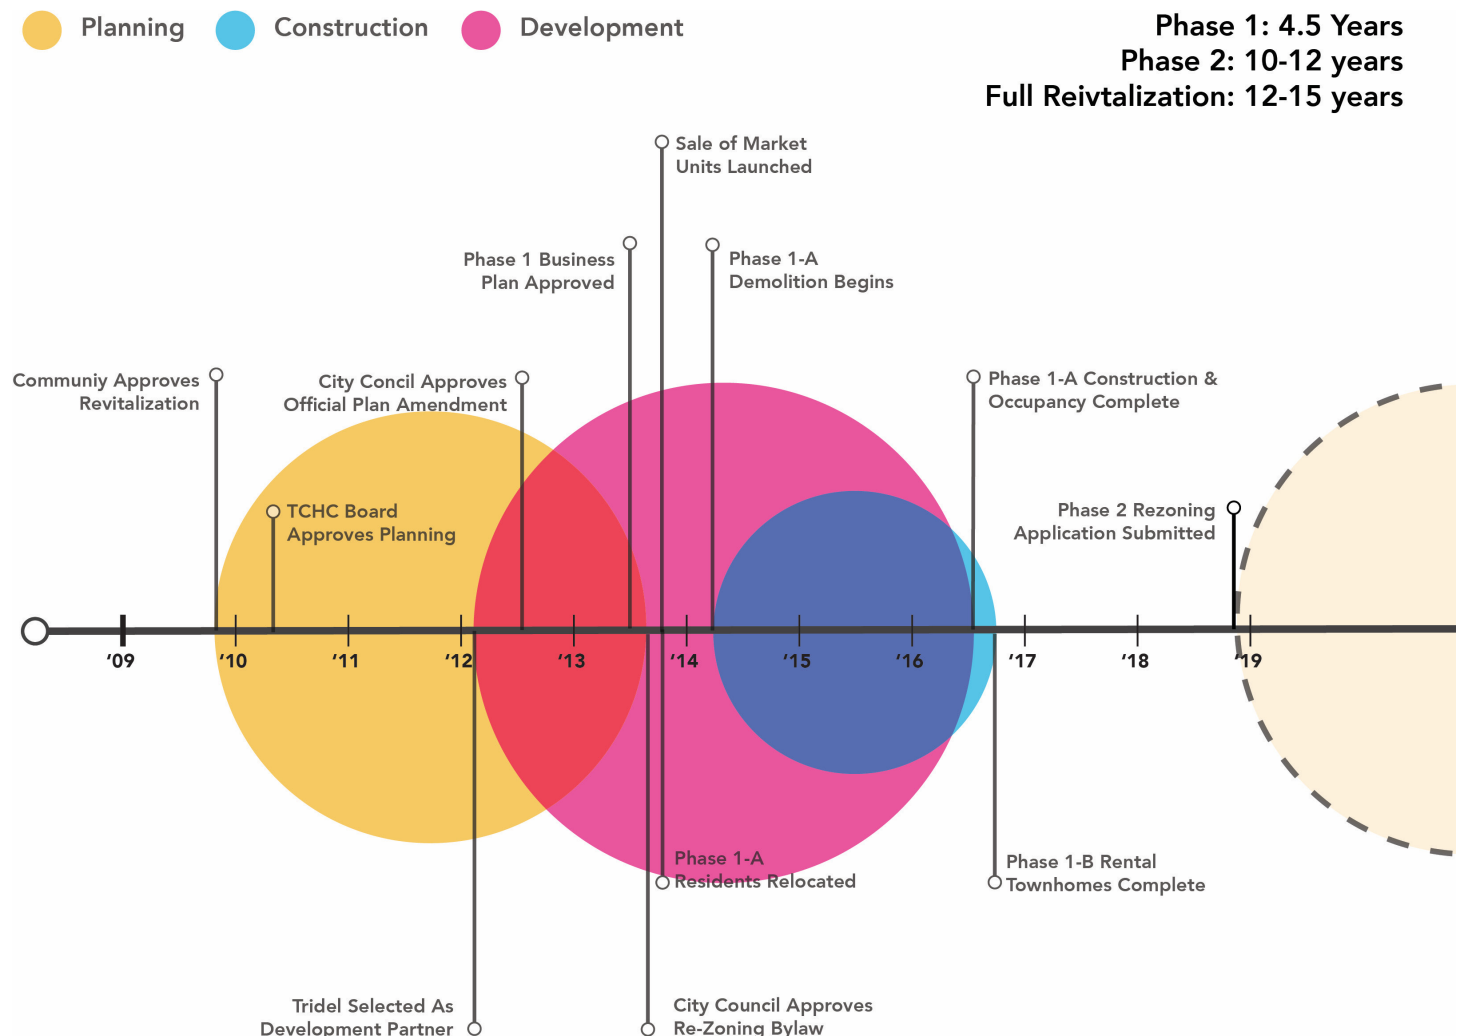 Planning
Construction
Development
Phase 1: 4.5 Years
Phase 2: 10-12 years
Full Reivtalization: 12-15 years
Sale of Market
Units Launched
Phase 1 Business
Plan Approved
Phase 1-A
Demolition Begins
Communiy Approves
Revitalization
City Concil Approves
Official Plan Amendment
Phase 1-A Construction &
Occupancy Complete
TCHC Board
Approves Planning
Phase 2 Rezoning
Application Submitted
‘09
‘10
‘11
‘12
‘13
‘14
‘15
‘16
‘17
‘18
‘19
Phase 1-A
Residents Relocated
Phase 1-B Rental
Townhomes Complete
Tridel Selected As
Development Partner
City Council Approves
Re-Zoning Bylaw